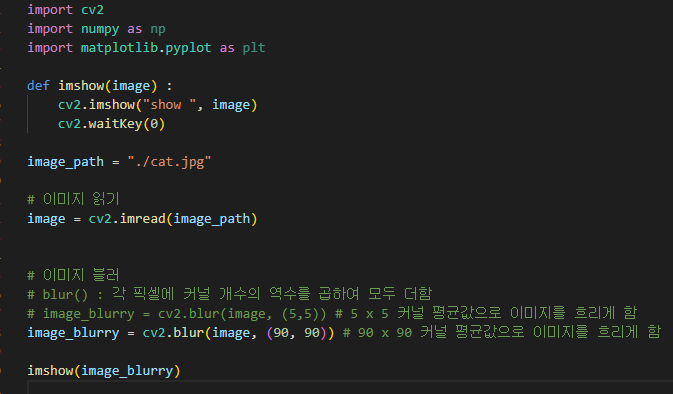 import cv2
import numpy as np
import matplotlib.pyplot as plt
def imshow(image) :
    cv2.imshow("show ", image)
    cv2.waitKey(0)
image_path = "./cat.jpg"
# 이미지 읽기
image = cv2.imread(image_path)
# 이미지 블러
# blur() : 각 픽셀에 커널 개수의 역수를 곱하여 모두 더함
# image_blurry = cv2.blur(image, (5,5)) # 5 x 5 커널 평균값으로 이미지를 흐리게 함
image_blurry = cv2.blur(image, (90, 90)) # 90 x 90 커널 평균값으로 이미지를 흐리게 함
imshow(image_blurry)